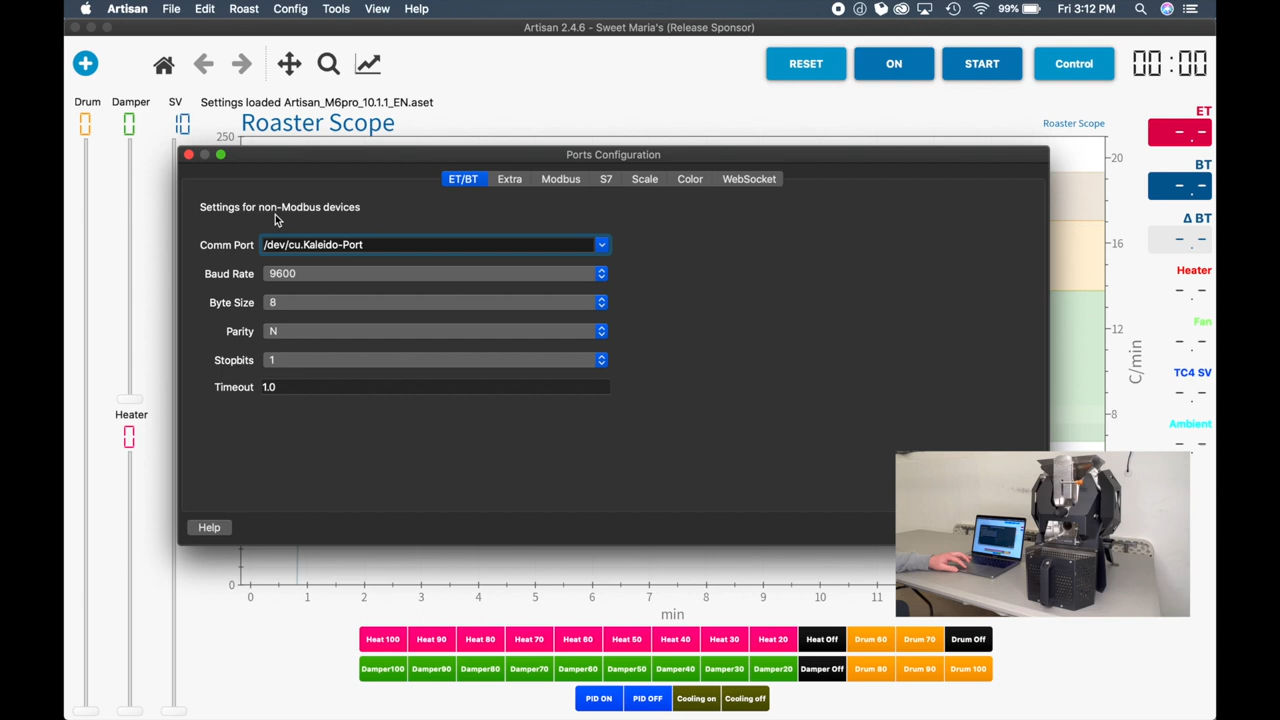 Artisan File Edit Roast Config Tools View Help 99% Fri 3:12 PM
Artisan 2.4.6 - Sweet Maria's (Release Sponsor)
RESET ON START Control 00:00
Drum Damper SV Settings loaded Artisan_M6pro_10.1.1_EN.aset ET
0 0 10 Roaster Scope Roaster Scope -.-
250 20
Ports Configuration
BT
-.-
ET/BT Extra Modbus S7 Scale Color WebSocket
Settings for non-Modbus devices
Δ BT
-.-
Comm Port /dev/cu.Kaleido-Port 16
Baud Rate 9600 Heater
-.-
Byte Size 8
Fan
Parity N 12
-.-
Stopbits 1 C/min
TC4 SV
Timeout 1.0
-.-
Heater 8
0 Ambient
-.-
Help
0
0 1 2 3 4 5 6 7 8 9 10 11
min
Heat 100 Heat 90 Heat 80 Heat 70 Heat 60 Heat 50 Heat 40 Heat 30 Heat 20 Heat Off Drum 60 Drum 70 Drum Off
Damper100 Damper90 Damper80 Damper70 Damper60 Damper50 Damper40 Damper30 Damper20 Damper Off Drum 80 Drum 90 Drum 100
PID ON PID OFF Cooling on Cooling off